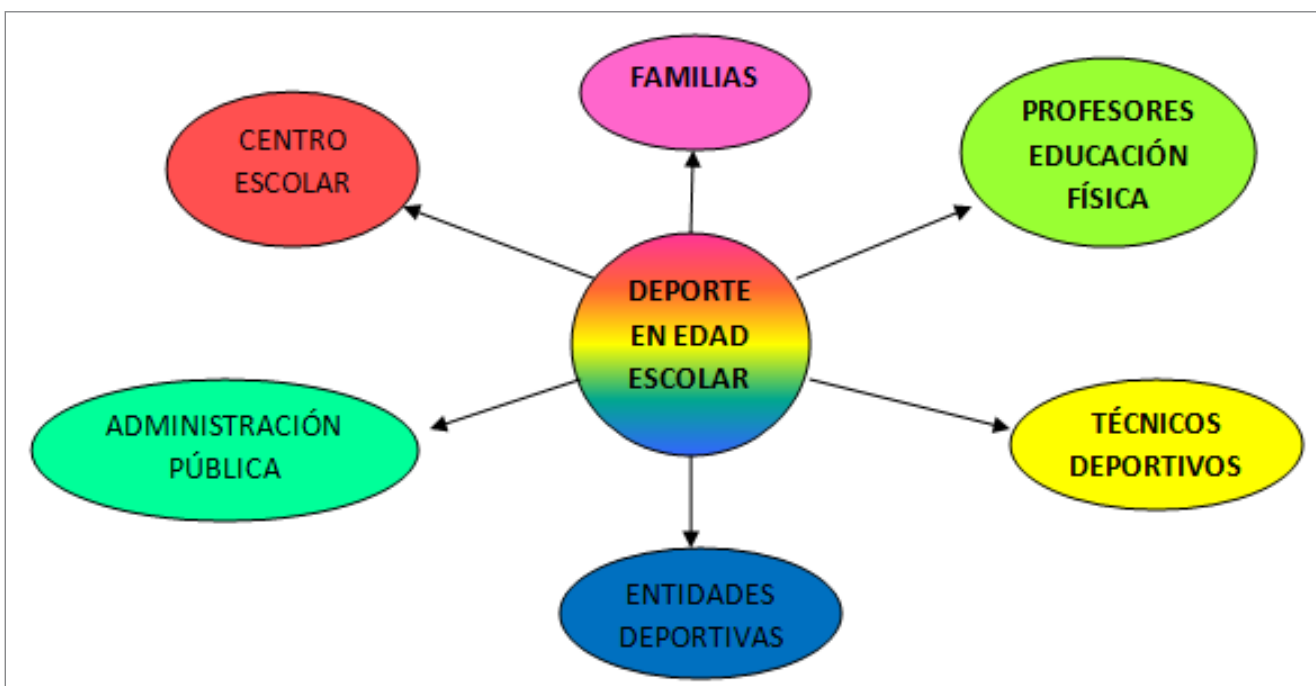 FAMILIAS
CENTRO
ESCOLAR
PROFESORES
EDUCACIÓN
FÍSICA
DEPORTE
EN EDAD
ESCOLAR
ADMINISTRACIÓN
PÚBLICA
TÉCNICOS
DEPORTIVOS
ENTIDADES
DEPORTIVAS